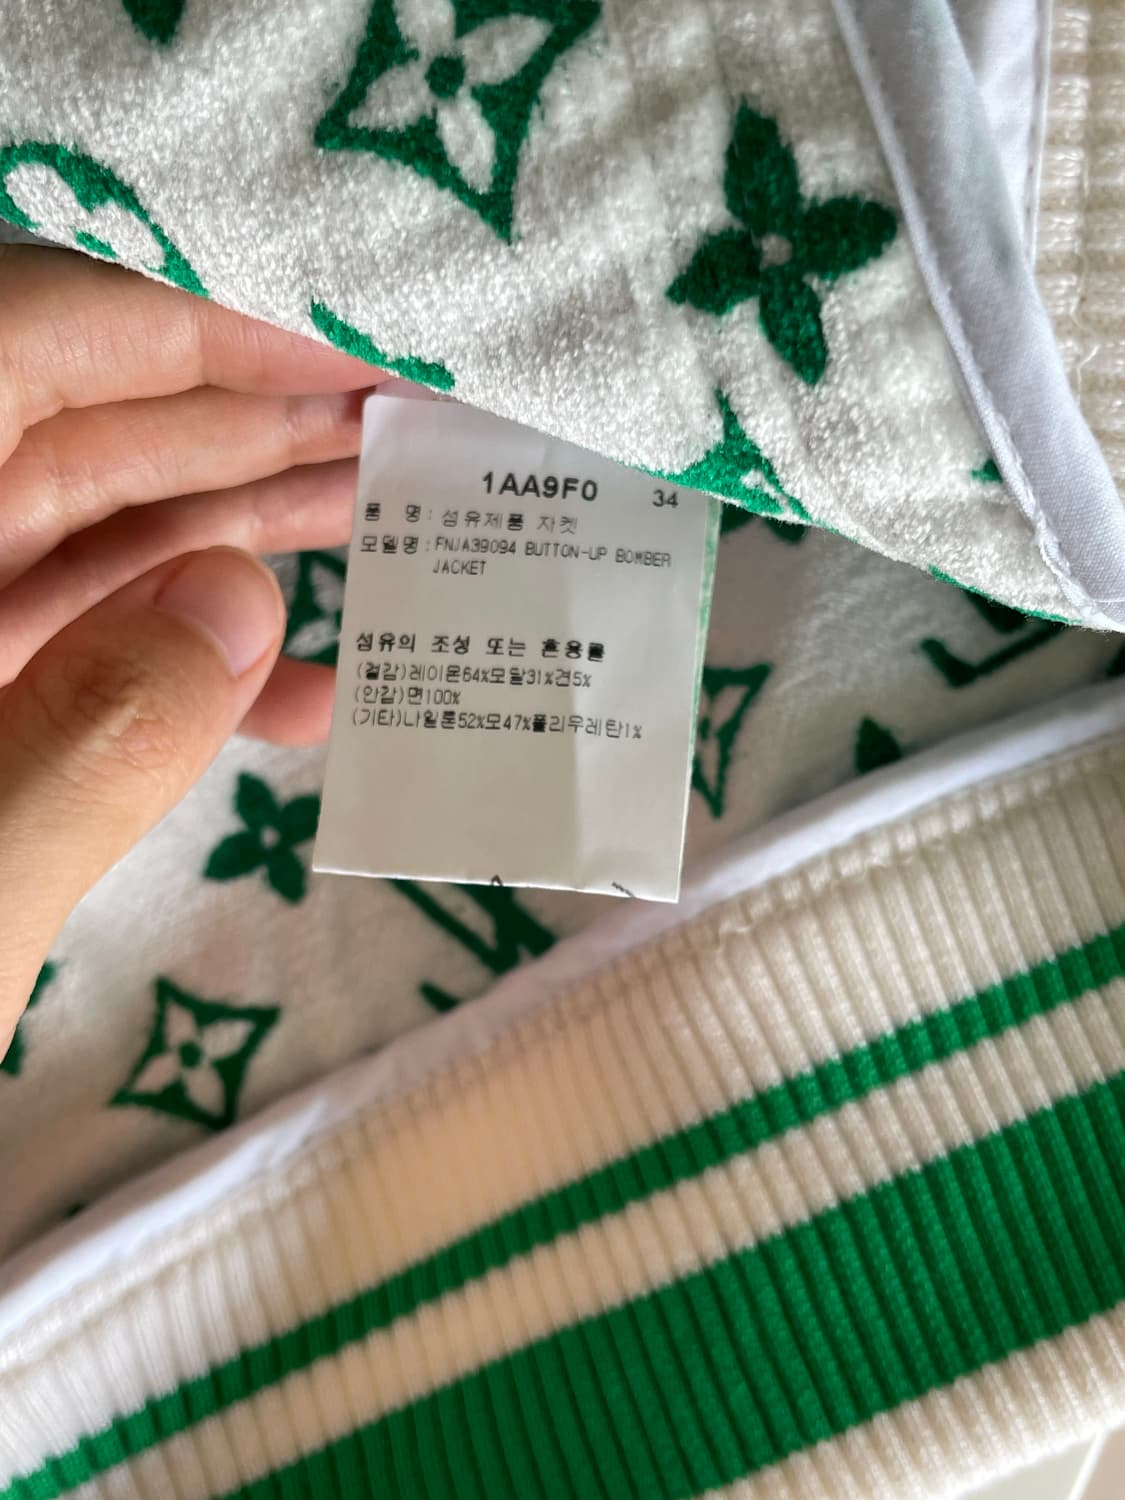 1AA9F0 34
품 명 : 섬유제품 자켓
모델명 : FNJA39094 BUTTON-UP BOMBER
JACKET
섬유의 조성 또는 혼용률
(겉감)레이온64%모달31%견5%
(안감)면100%
(기타)나일론52%모47%폴리우레탄1%